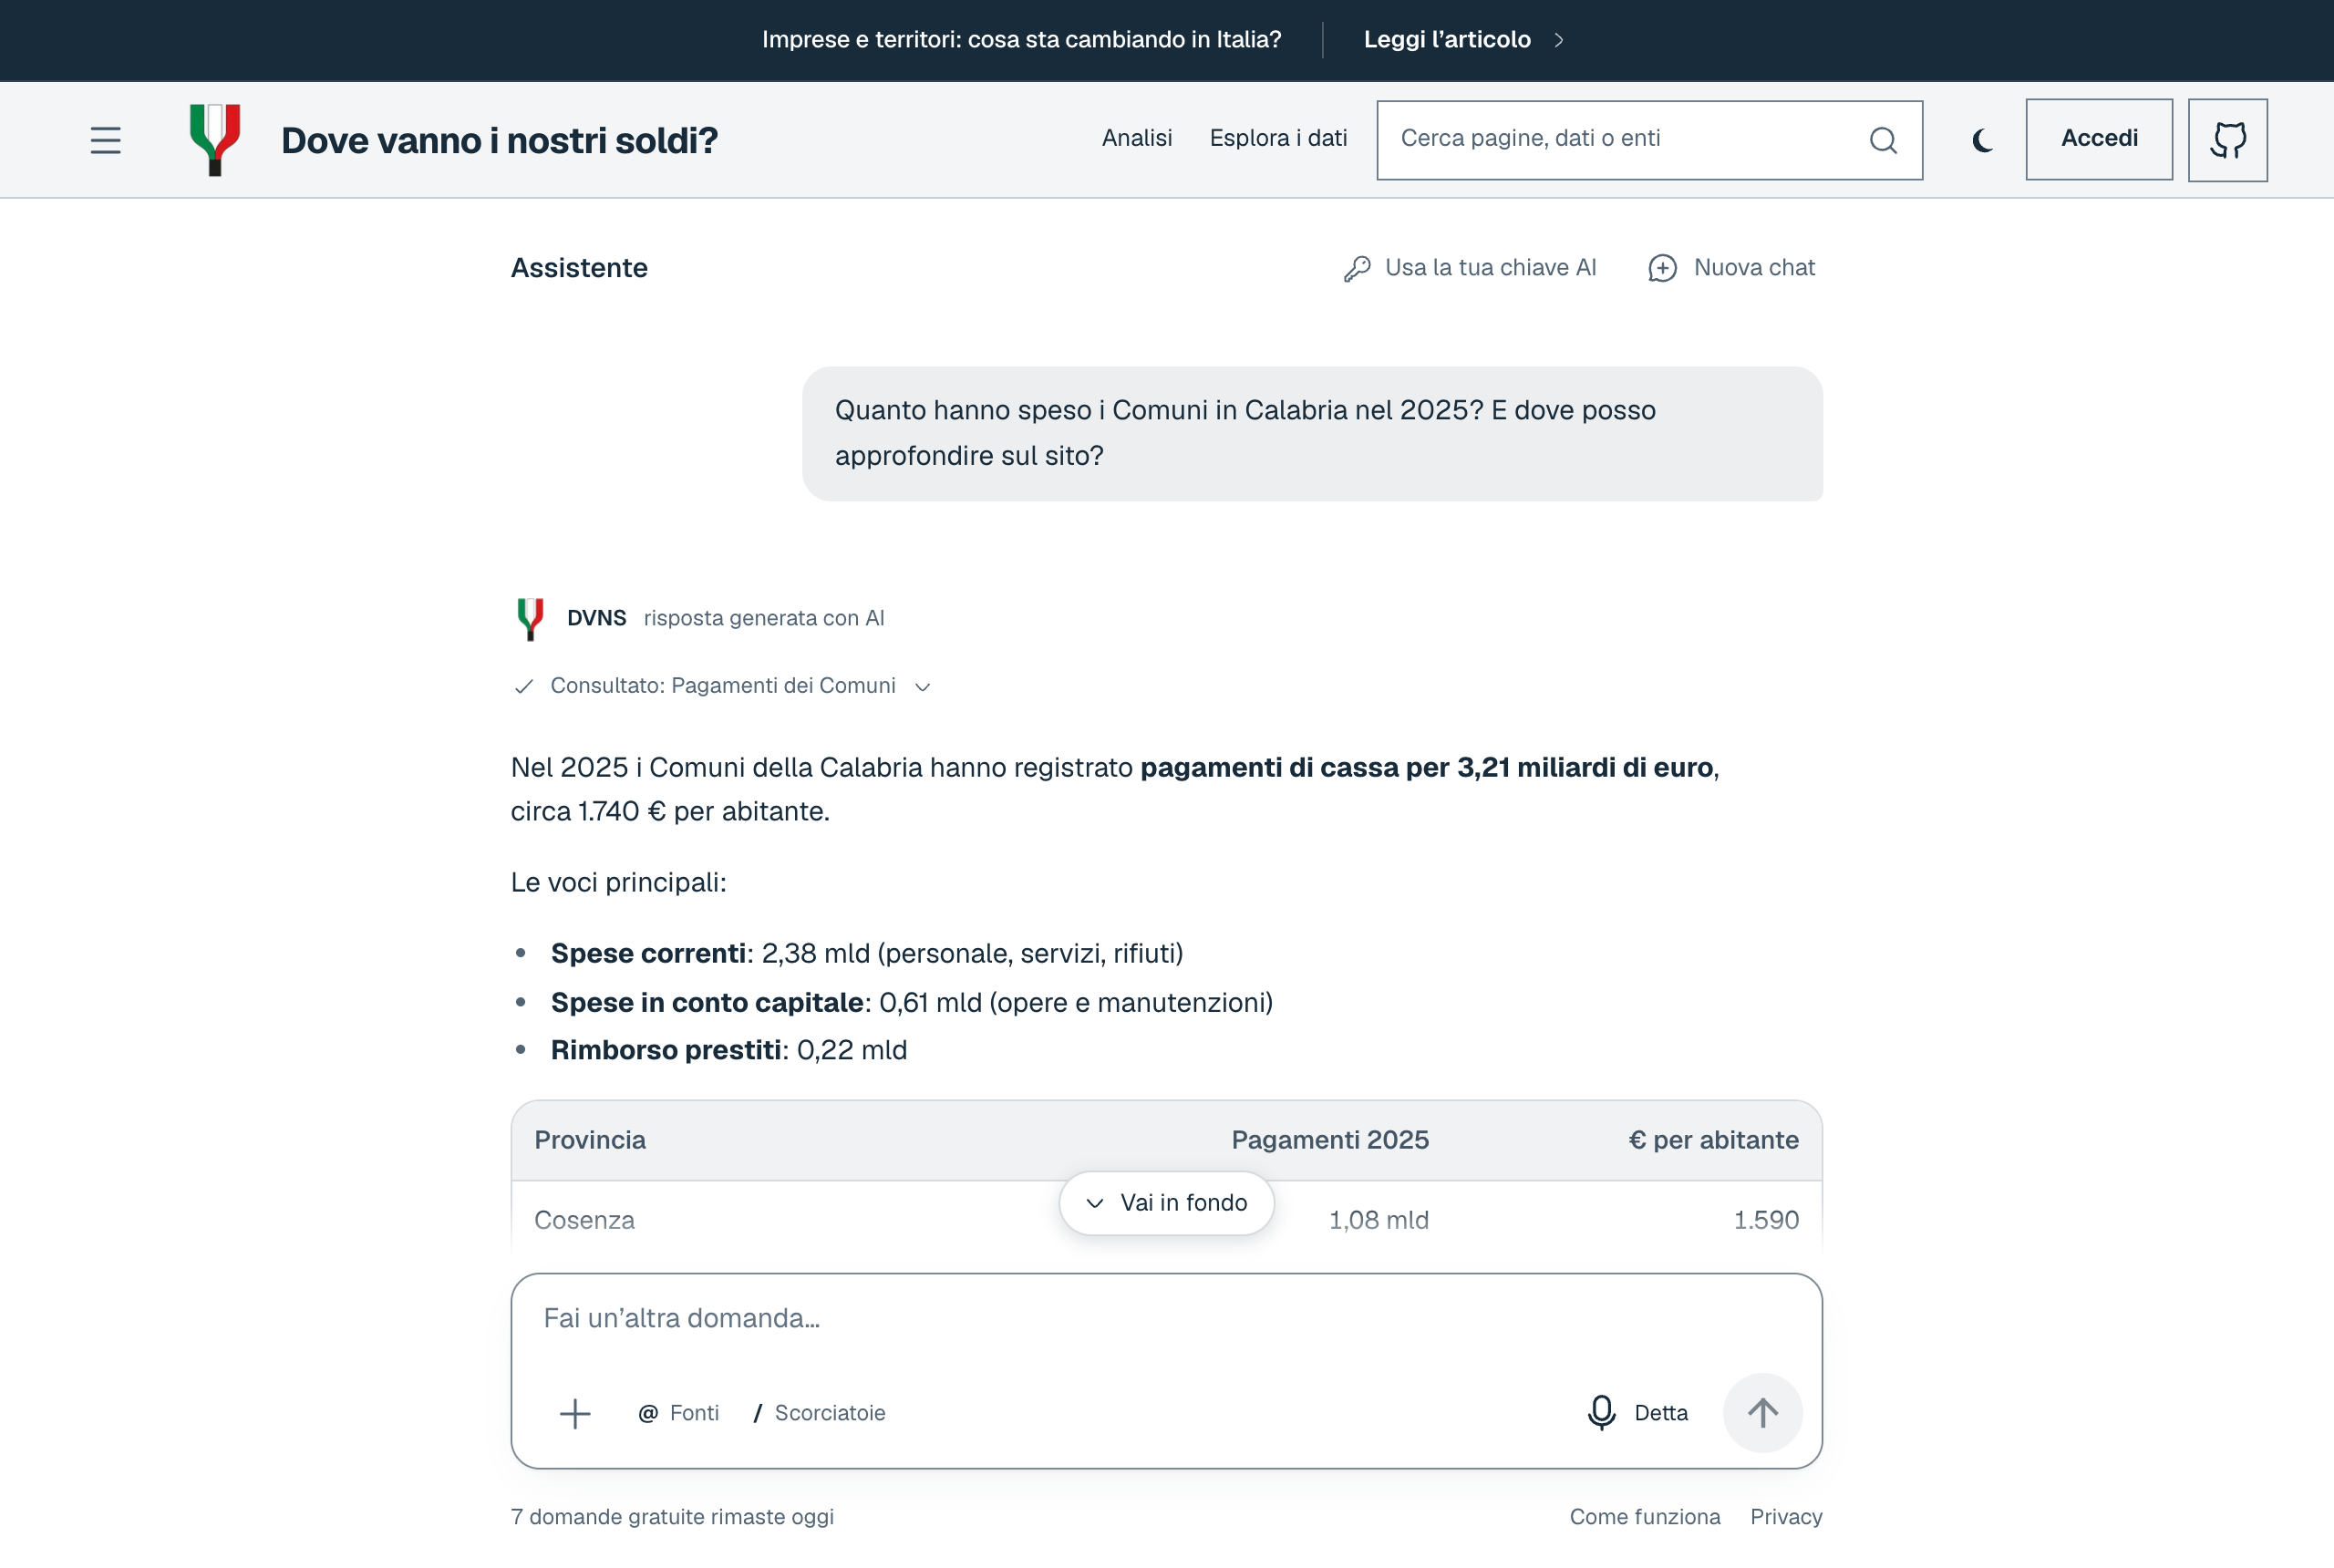 Imprese e territori: cosa sta cambiando in Italia? Leggi l’articolo
Dove vanno i nostri soldi? Analisi Esplora i dati Cerca pagine, dati o enti Accedi
Assistente Usa la tua chiave AI Nuova chat
Quanto hanno speso i Comuni in Calabria nel 2025? E dove posso
approfondire sul sito?
DVNS risposta generata con AI
Consultato: Pagamenti dei Comuni
Nel 2025 i Comuni della Calabria hanno registrato pagamenti di cassa per 3,21 miliardi di euro,
circa 1.740 € per abitante.
Le voci principali:
• Spese correnti: 2,38 mld (personale, servizi, rifiuti)
• Spese in conto capitale: 0,61 mld (opere e manutenzioni)
• Rimborso prestiti: 0,22 mld
Provincia Pagamenti 2025 € per abitante
Vai in fondo
Cosenza 1,08 mld 1.590
Fai un’altra domanda…
@ Fonti / Scorciatoie Detta
7 domande gratuite rimaste oggi Come funziona Privacy